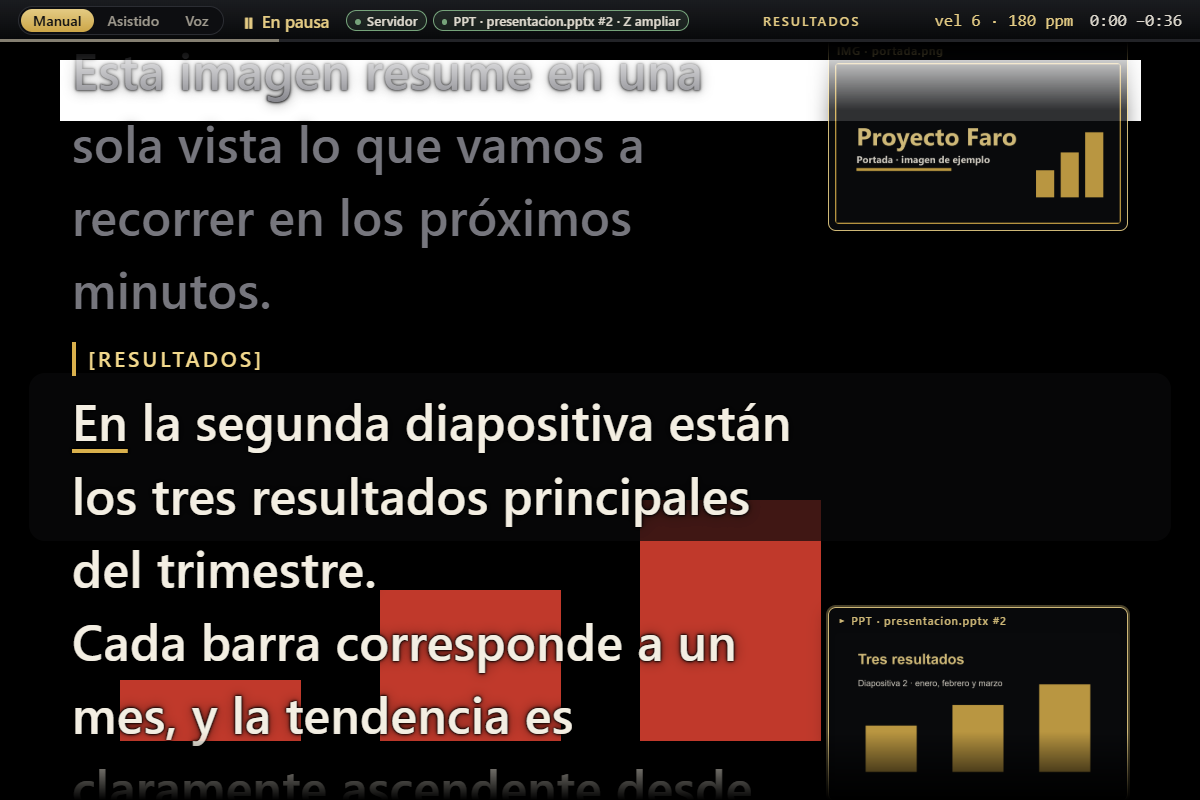 Manual Asistido Voz En pausa Servidor PPT · presentacion.pptx #2 · Z ampliar RESULTADOS vel 6 · 180 ppm 0:00 −0:36
IMG · portada.png
Esta imagen resume en una
sola vista lo que vamos a
recorrer en los próximos
minutos.
Proyecto Faro
Portada · imagen de ejemplo
[RESULTADOS]
En la segunda diapositiva están
los tres resultados principales
del trimestre.
Cada barra corresponde a un
mes, y la tendencia es
claramente ascendente desde
▸ PPT · presentacion.pptx #2
Tres resultados
Diapositiva 2 · enero, febrero y marzo